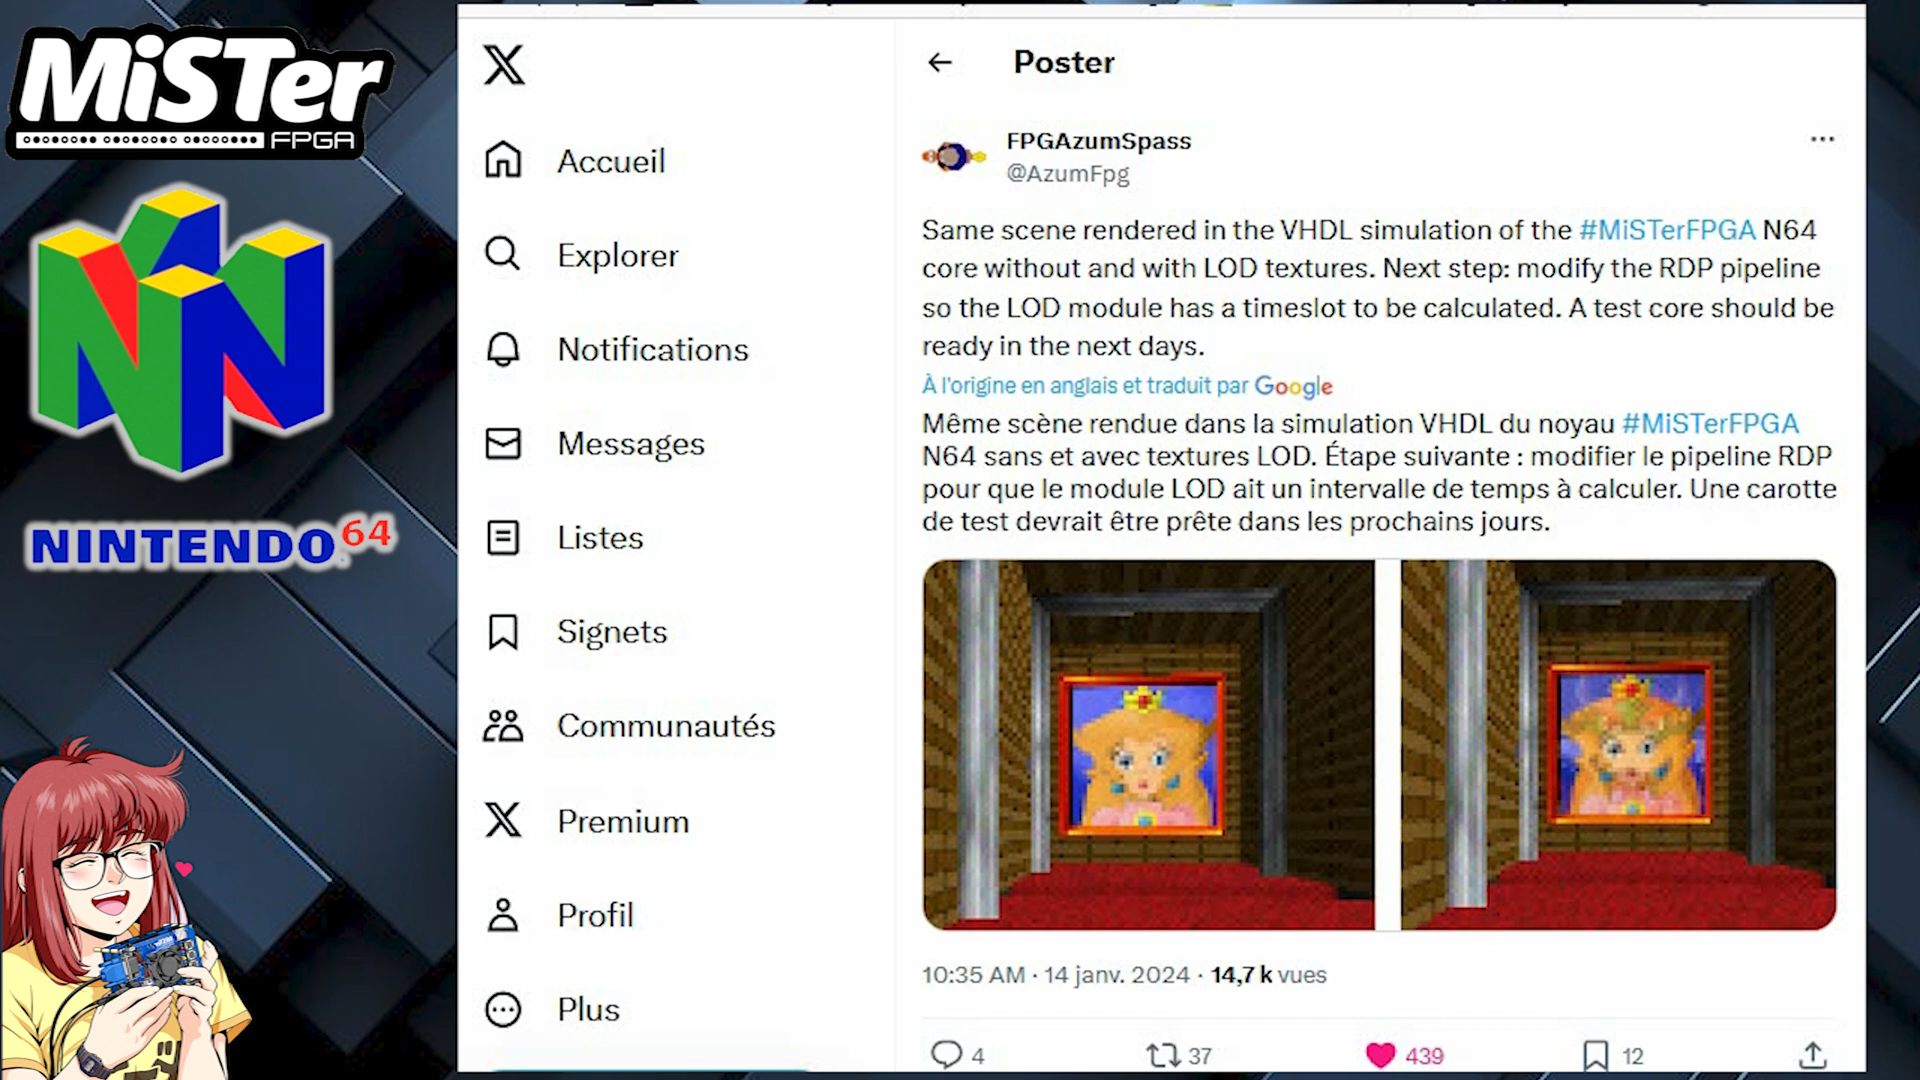 MiSTer
FPGA
NINTENDO 64
Accueil
Explorer
Notifications
Messages
Listes
Signets
Communautés
Premium
Profil
Plus
Poster
FPGAzumSpass
@AzumFpg
Same scene rendered in the VHDL simulation of the #MiSTerFPGA N64
core without and with LOD textures. Next step: modify the RDP pipeline
so the LOD module has a timeslot to be calculated. A test core should be
ready in the next days.
À l'origine en anglais et traduit par Google
Même scène rendue dans la simulation VHDL du noyau #MiSTerFPGA
N64 sans et avec textures LOD. Étape suivante : modifier le pipeline RDP
pour que le module LOD ait un intervalle de temps à calculer. Une carotte
de test devrait être prête dans les prochains jours.
10:35 AM · 14 janv. 2024 · 14,7 k vues
4 37 439 12